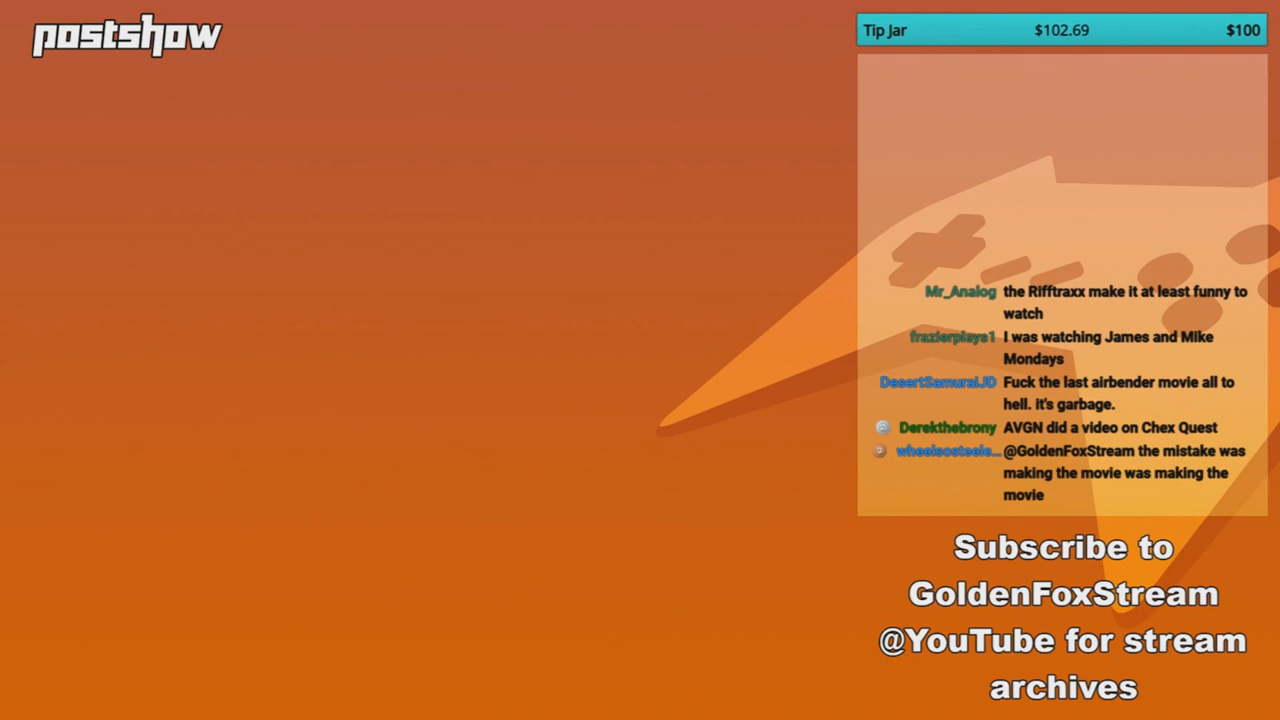 postshow
Tip Jar $102.69 $100
Mr_Analog the Rifftraxx make it at least funny to
watch
frazierplays1 I was watching James and Mike
Mondays
DesertSamuraiJD Fuck the last airbender movie all to
hell. it's garbage.
Derekthebrony AVGN did a video on Chex Quest
wheelsosteele... @GoldenFoxStream the mistake was
making the movie was making the
movie
Subscribe to
GoldenFoxStream
@YouTube for stream
archives